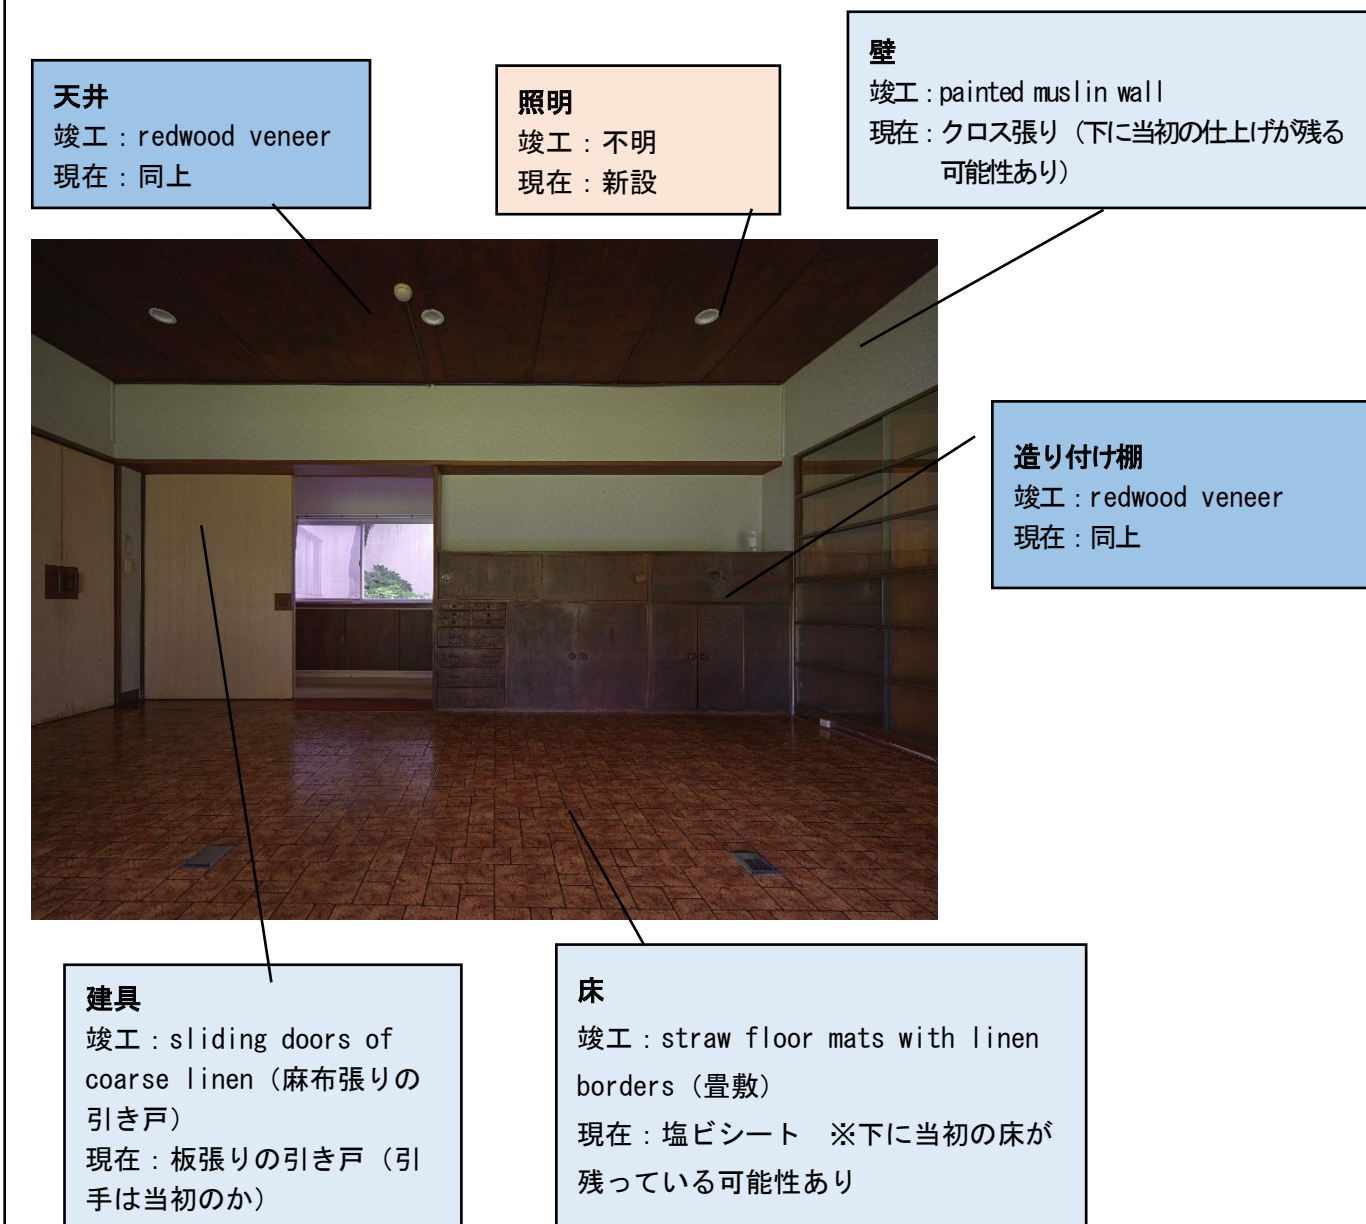 天井
竣工：redwood veneer
現在：同上
照明
竣工：不明
現在：新設
壁
竣工：painted muslin wall
現在：クロス張り（下に当初の仕上げが残る
可能性あり）
造り付け棚
竣工：redwood veneer
現在：同上
建具
竣工：sliding doors of
coarse linen（麻布張りの
引き戸）
現在：板張りの引き戸（引
手は当初のか）
床
竣工：straw floor mats with linen
borders（畳敷）
現在：塩ビシート　※下に当初の床が
残っている可能性あり